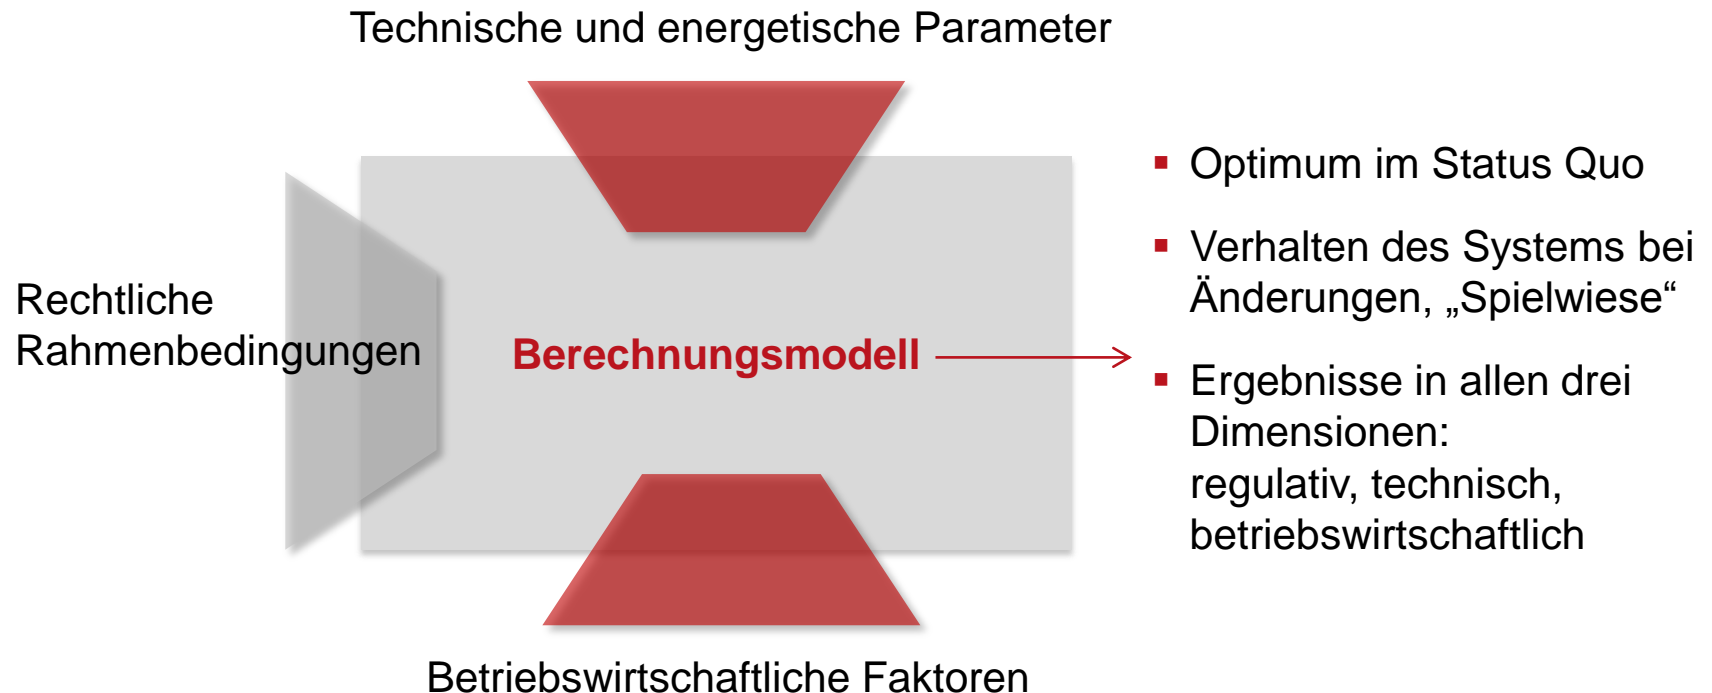 Technische und energetische Parameter
Rechtliche
Rahmenbedingungen
Berechnungsmodell
Betriebswirtschaftliche Faktoren
▪ Optimum im Status Quo
▪ Verhalten des Systems bei
Änderungen, „Spielwiese“
▪ Ergebnisse in allen drei
Dimensionen:
regulativ, technisch,
betriebswirtschaftlich